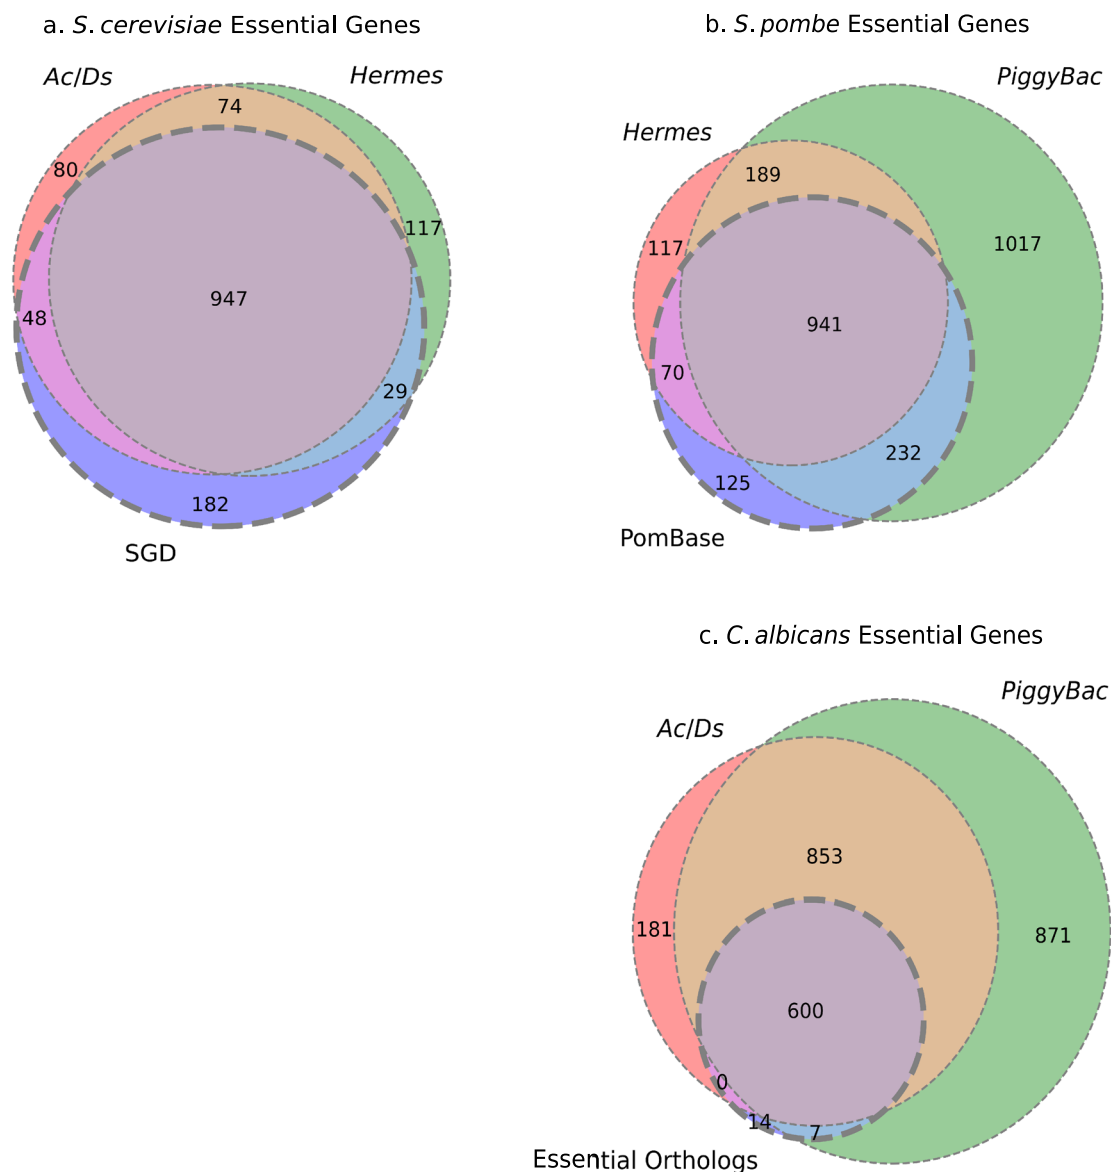 a. S. cerevisiae Essential Genes
Ac/Ds
Hermes
74
80
117
947
48
29
182
SGD
b. S. pombe Essential Genes
PiggyBac
Hermes
189
117
1017
941
70
232
125
PomBase
c. C. albicans Essential Genes
PiggyBac
Ac/Ds
853
181
871
600
0
14
7
Essential Orthologs